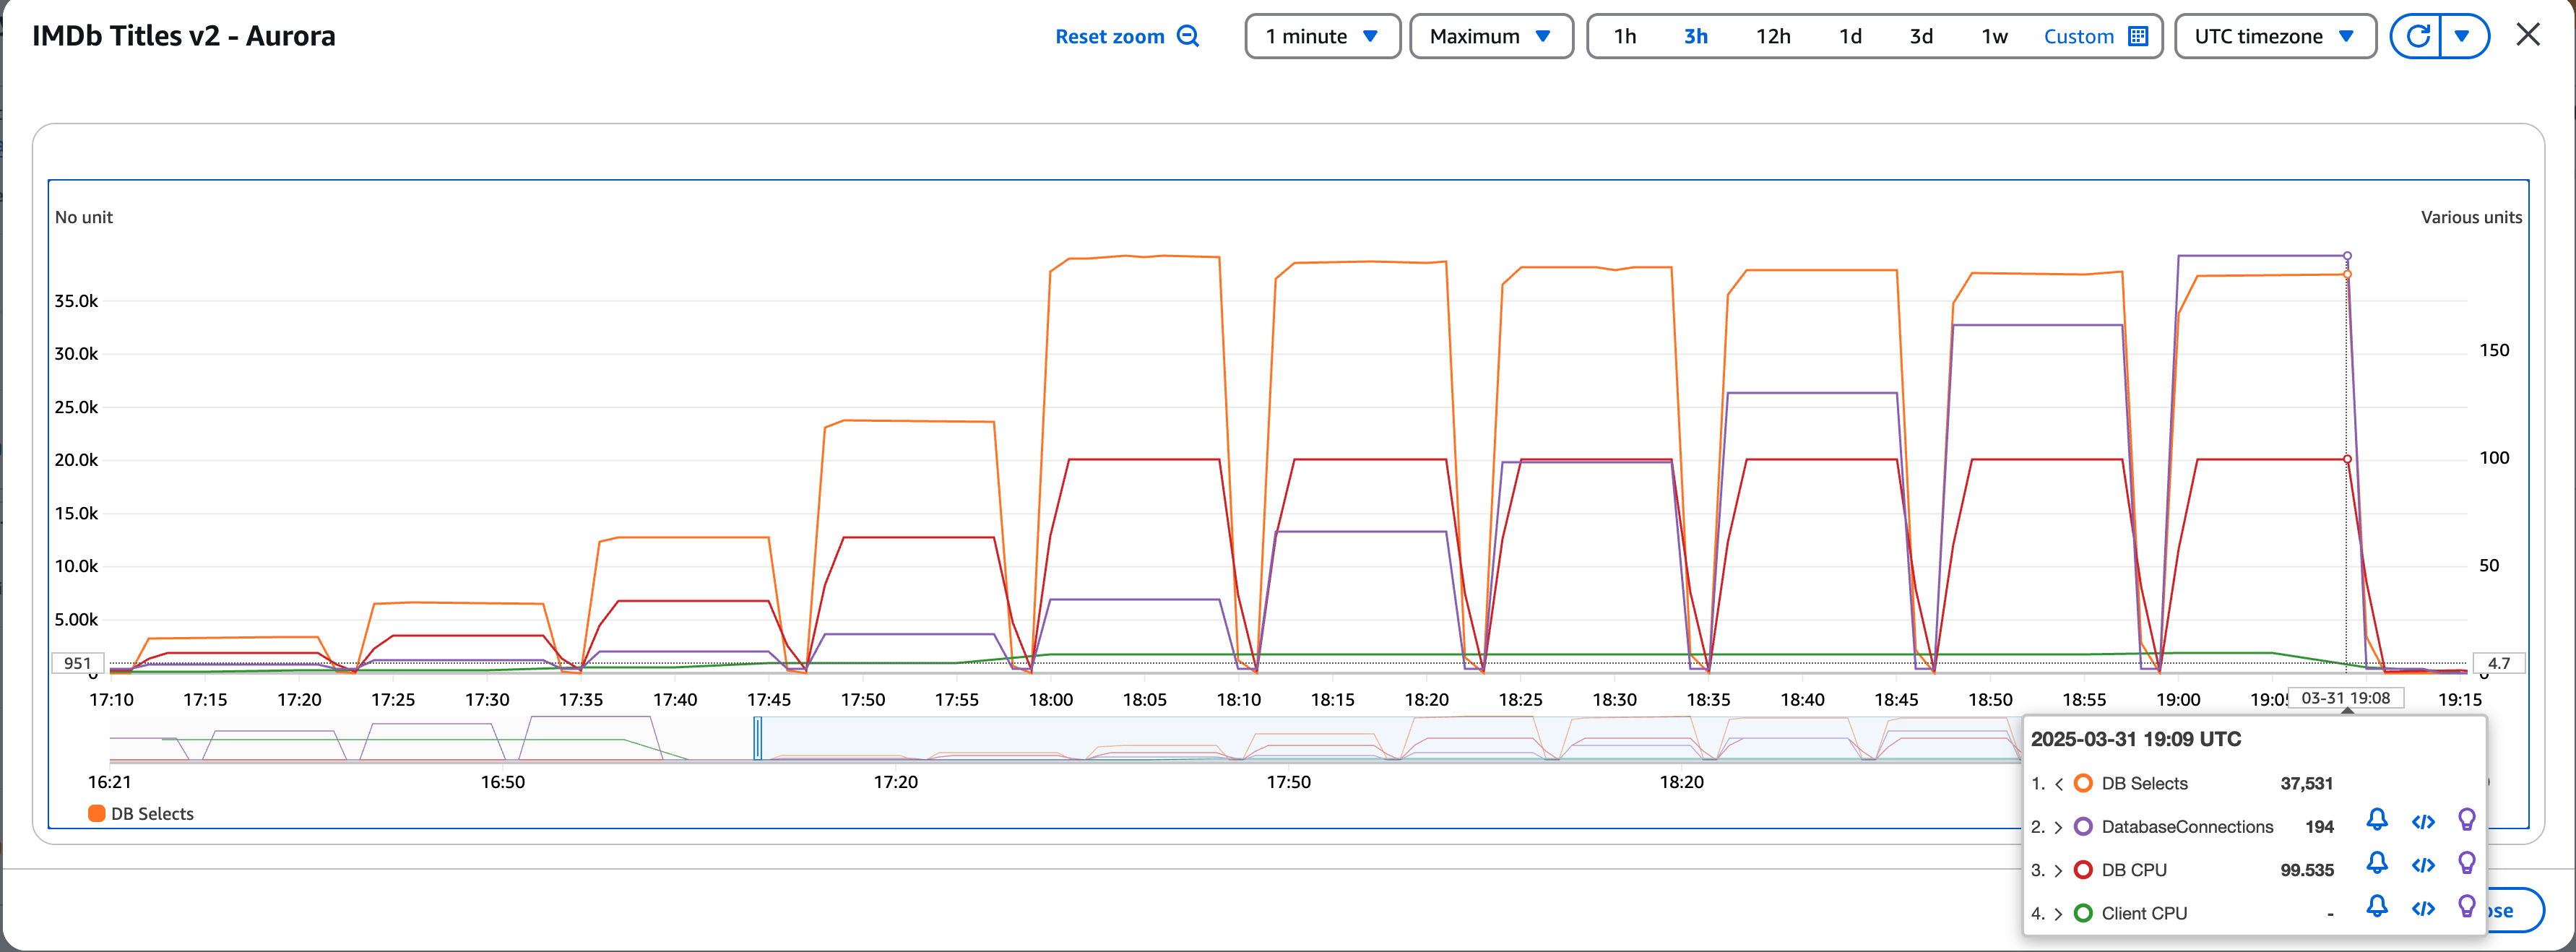 IMDb Titles v2 - Aurora
Reset zoom 1 minute Maximum 1h 3h 12h 1d 3d 1w Custom UTC timezone
No unit Various units
35.0k
30.0k 150
25.0k
20.0k 100
15.0k
10.0k 50
5.00k
951 4.7
0 0
17:10 17:15 17:20 17:25 17:30 17:35 17:40 17:45 17:50 17:55 18:00 18:05 18:10 18:15 18:20 18:25 18:30 18:35 18:40 18:45 18:50 18:55 19:00 19:05 03-31 19:08 19:15
16:21 16:50 17:20 17:50 18:20
DB Selects
2025-03-31 19:09 UTC
1. < DB Selects 37,531
2. > DatabaseConnections 194 </>
3. > DB CPU 99.535 </>
4. > Client CPU - </>
ose